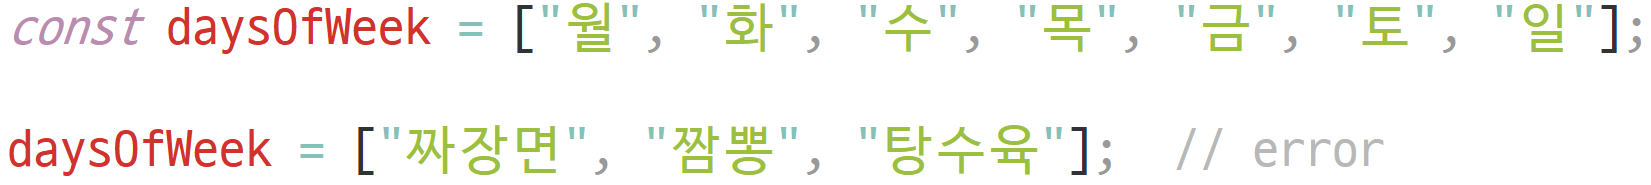 const daysOfWeek = ["월", "화", "수", "목", "금", "토", "일"];
daysOfWeek = ["짜장면", "짬뽕", "탕수육"];  // error